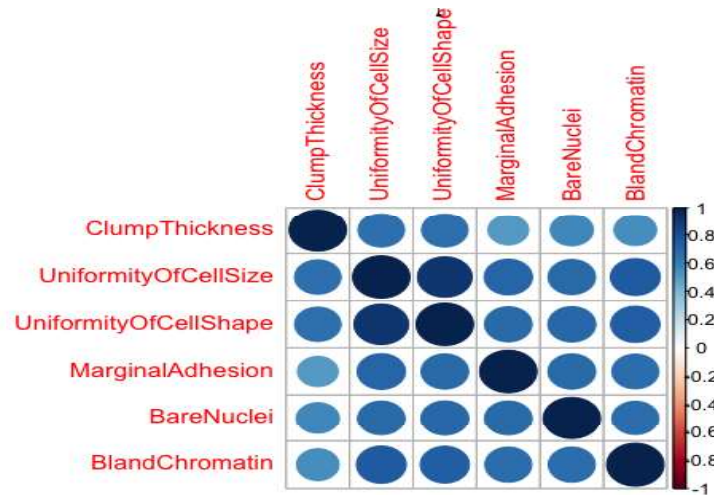 ClumpThickness
UniformityOfCellSize
UniformityOfCellShape
MarginalAdhesion
BareNuclei
BlandChromatin
ClumpThickness
UniformityOfCellSize
UniformityOfCellShape
MarginalAdhesion
BareNuclei
BlandChromatin
1
0.8
0.6
0.4
0.2
0
-0.2
-0.4
-0.6
-0.8
-1